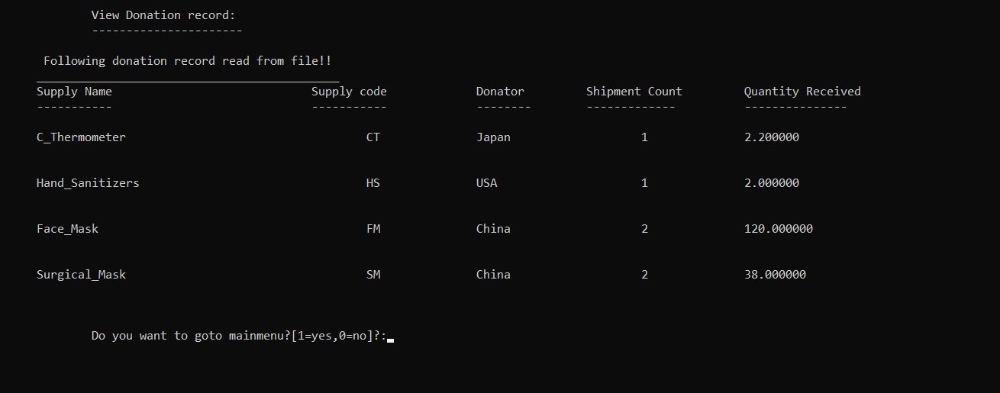 View Donation record:
----------------------
Following donation record read from file!!
____________________________________________
Supply Name Supply code Donator Shipment Count Quantity Received
----------- ----------- -------- ------------- ---------------
C_Thermometer CT Japan 1 2.200000
Hand_Sanitizers HS USA 1 2.000000
Face_Mask FM China 2 120.000000
Surgical_Mask SM China 2 38.000000
Do you want to goto mainmenu?[1=yes,0=no]?: